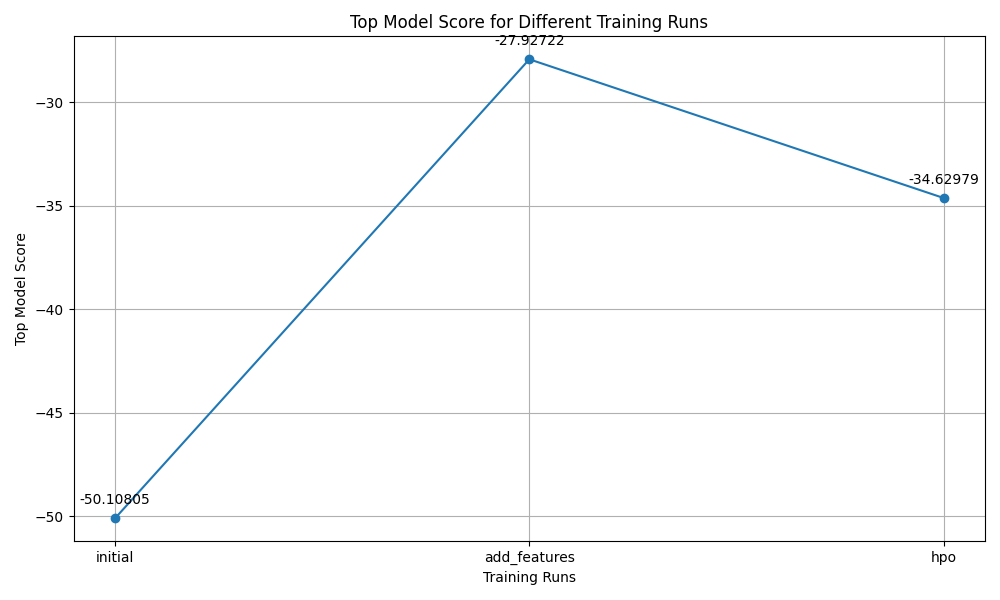 Top Model Score for Different Training Runs
-27.92722
-34.62979
-50.10805
Top Model Score
−30
−35
−40
−45
−50
initial
add_features
hpo
Training Runs